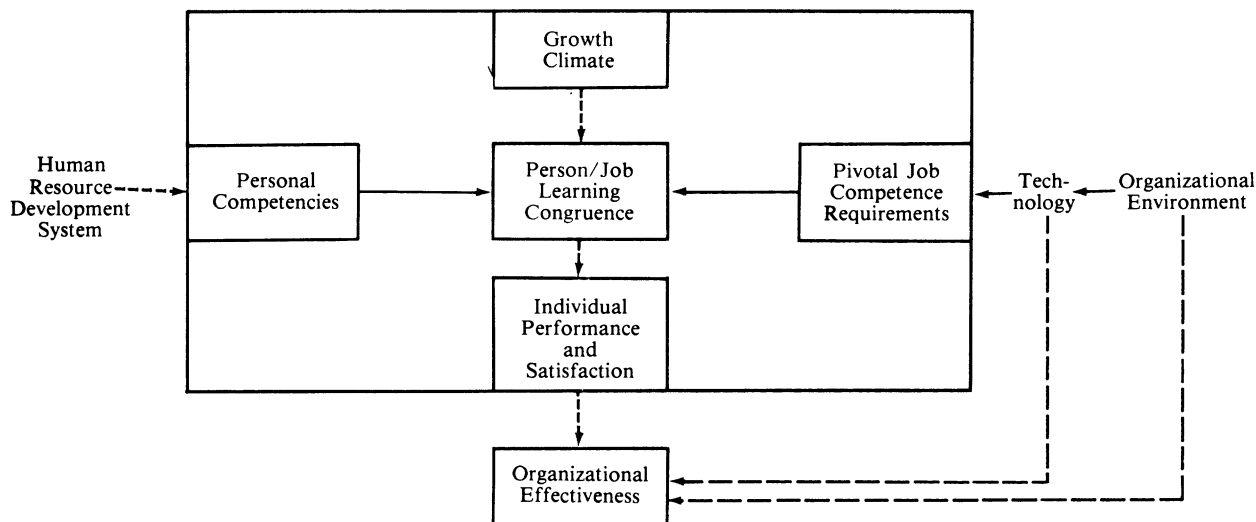 Growth
Climate
Human
Resource
Development
System
Personal
Competencies
Person/Job
Learning
Congruence
Pivotal Job
Competence
Requirements
Tech-
nology
Organizational
Environment
Individual
Performance
and
Satisfaction
Organizational
Effectiveness